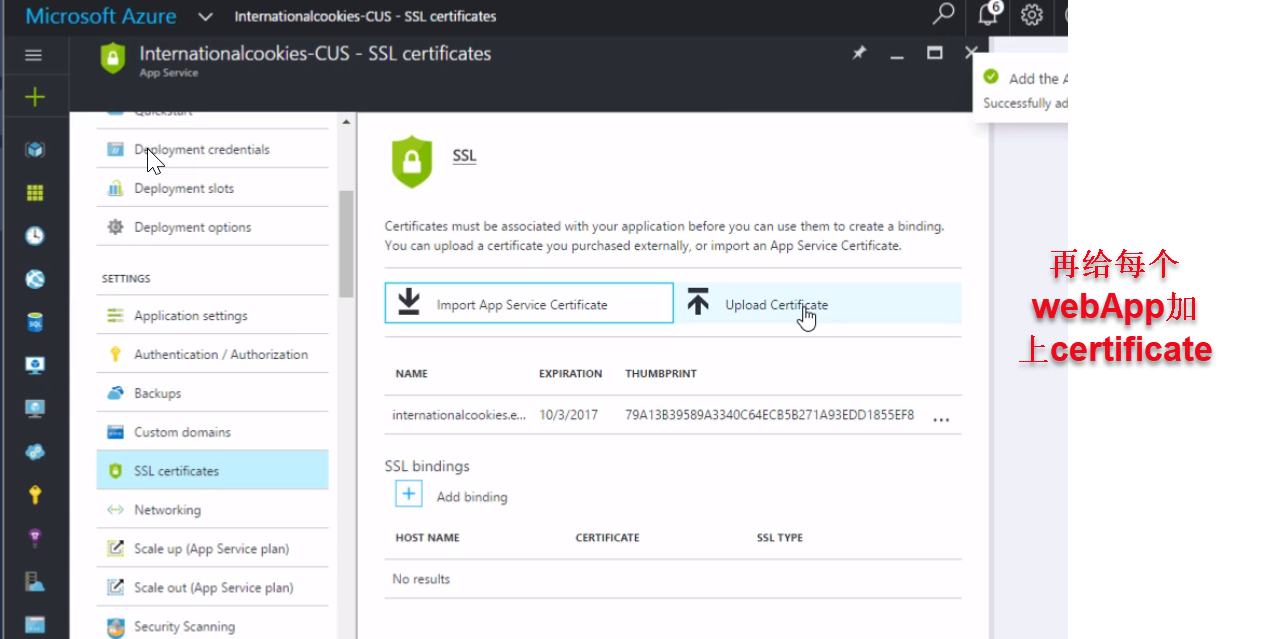 Microsoft Azure
Internationalcookies-CUS - SSL certificates
6
Internationalcookies-CUS - SSL certificates
App Service
Add the A
Successfully ad
Quickstart
Deployment credentials
Deployment slots
Deployment options
SETTINGS
Application settings
Authentication / Authorization
Backups
Custom domains
SSL certificates
Networking
Scale up (App Service plan)
Scale out (App Service plan)
Security Scanning
SSL
Certificates must be associated with your application before you can use them to create a binding.
You can upload a certificate you purchased externally, or import an App Service Certificate.
Import App Service Certificate
Upload Certificate
NAME EXPIRATION THUMBPRINT
internationalcookies.e... 10/3/2017 79A13B39589A3340C64ECB5B271A93EDD1855EF8 ...
SSL bindings
Add binding
HOST NAME CERTIFICATE SSL TYPE
No results
再给每个
webApp加
上certificate